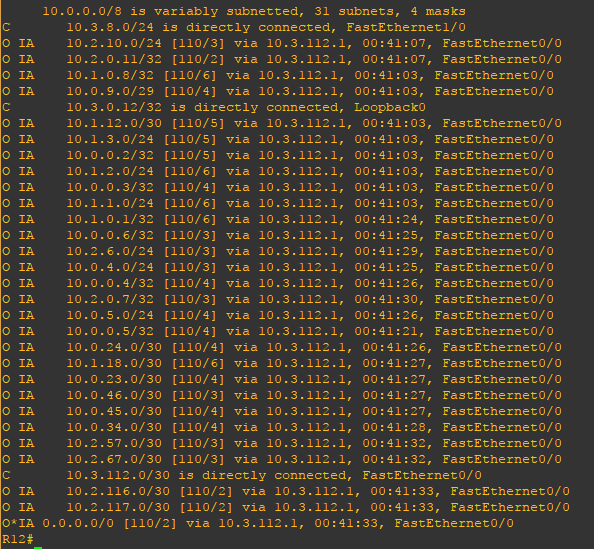 10.0.0.0/8 is variably subnetted, 31 subnets, 4 masks
C 10.3.8.0/24 is directly connected, FastEthernet1/0
O IA 10.2.10.0/24 [110/3] via 10.3.112.1, 00:41:07, FastEthernet0/0
O IA 10.2.0.11/32 [110/2] via 10.3.112.1, 00:41:07, FastEthernet0/0
O IA 10.1.0.8/32 [110/6] via 10.3.112.1, 00:41:03, FastEthernet0/0
O IA 10.0.9.0/29 [110/4] via 10.3.112.1, 00:41:03, FastEthernet0/0
C 10.3.0.12/32 is directly connected, Loopback0
O IA 10.1.12.0/30 [110/5] via 10.3.112.1, 00:41:03, FastEthernet0/0
O IA 10.1.3.0/24 [110/5] via 10.3.112.1, 00:41:03, FastEthernet0/0
O IA 10.0.0.2/32 [110/5] via 10.3.112.1, 00:41:03, FastEthernet0/0
O IA 10.1.2.0/24 [110/6] via 10.3.112.1, 00:41:03, FastEthernet0/0
O IA 10.0.0.3/32 [110/4] via 10.3.112.1, 00:41:03, FastEthernet0/0
O IA 10.1.1.0/24 [110/6] via 10.3.112.1, 00:41:03, FastEthernet0/0
O IA 10.1.0.1/32 [110/6] via 10.3.112.1, 00:41:24, FastEthernet0/0
O IA 10.0.0.6/32 [110/3] via 10.3.112.1, 00:41:25, FastEthernet0/0
O IA 10.2.6.0/24 [110/3] via 10.3.112.1, 00:41:29, FastEthernet0/0
O IA 10.0.4.0/24 [110/3] via 10.3.112.1, 00:41:25, FastEthernet0/0
O IA 10.0.0.4/32 [110/4] via 10.3.112.1, 00:41:26, FastEthernet0/0
O IA 10.2.0.7/32 [110/3] via 10.3.112.1, 00:41:30, FastEthernet0/0
O IA 10.0.5.0/24 [110/4] via 10.3.112.1, 00:41:26, FastEthernet0/0
O IA 10.0.0.5/32 [110/4] via 10.3.112.1, 00:41:21, FastEthernet0/0
O IA 10.0.24.0/30 [110/4] via 10.3.112.1, 00:41:26, FastEthernet0/0
O IA 10.1.18.0/30 [110/6] via 10.3.112.1, 00:41:27, FastEthernet0/0
O IA 10.0.23.0/30 [110/4] via 10.3.112.1, 00:41:27, FastEthernet0/0
O IA 10.0.46.0/30 [110/3] via 10.3.112.1, 00:41:27, FastEthernet0/0
O IA 10.0.45.0/30 [110/4] via 10.3.112.1, 00:41:27, FastEthernet0/0
O IA 10.0.34.0/30 [110/4] via 10.3.112.1, 00:41:28, FastEthernet0/0
O IA 10.2.57.0/30 [110/3] via 10.3.112.1, 00:41:32, FastEthernet0/0
O IA 10.2.67.0/30 [110/3] via 10.3.112.1, 00:41:32, FastEthernet0/0
C 10.3.112.0/30 is directly connected, FastEthernet0/0
O IA 10.2.116.0/30 [110/2] via 10.3.112.1, 00:41:33, FastEthernet0/0
O IA 10.2.117.0/30 [110/2] via 10.3.112.1, 00:41:33, FastEthernet0/0
O*IA 0.0.0.0/0 [110/2] via 10.3.112.1, 00:41:33, FastEthernet0/0
R12#